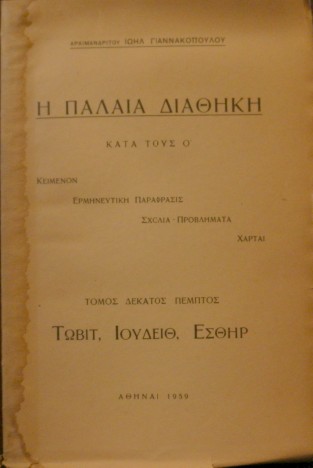 ΑΡΧΙΜΑΝΔΡΙΤΟΥ ΙΩΗΛ ΓΙΑΝΝΑΚΟΠΟΥΛΟΥ
Η ΠΑΛΑΙΑ ΔΙΑΘΗΚΗ
ΚΑΤΑ ΤΟΥΣ Ο΄
ΚΕΙΜΕΝΟΝ
ΕΡΜΗΝΕΥΤΙΚΗ ΠΑΡΑΦΡΑΣΙΣ
ΣΧΟΛΙΑ - ΠΡΟΒΛΗΜΑΤΑ
ΧΑΡΤΑΙ
ΤΟΜΟΣ ΔΕΚΑΤΟΣ ΠΕΜΠΤΟΣ
ΤΩΒΙΤ, ΙΟΥΔΕΙΘ, ΕΣΘΗΡ
ΑΘΗΝΑΙ 1959